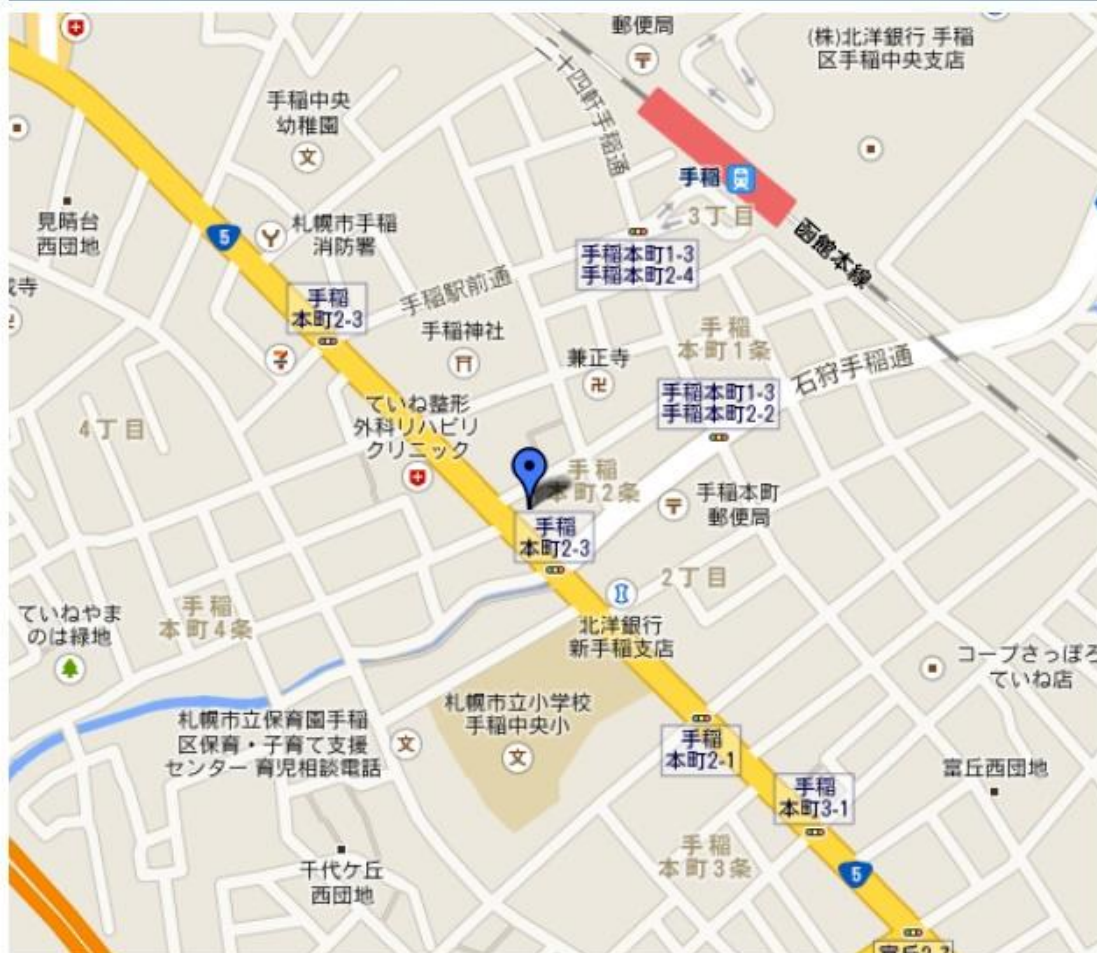 郵便局
(株)北洋銀行 手稲
区手稲中央支店
二十四軒手稲通
手稲中央
幼稚園
手稲
3丁目
見晴台
西団地
5
札幌市手稲
消防署
手稲本町1-3
手稲本町2-4
函館本線
手稲駅前通
手稲
本町2-3
手稲神社
手稲
本町1条
兼正寺
石狩手稲通
手稲本町1-3
手稲本町2-2
ていね整形
外科リハビリ
クリニック
4丁目
手稲
本町2条
手稲本町
郵便局
手稲
本町2-3
2丁目
ていねやま
のは緑地
手稲
本町4条
北洋銀行
新手稲支店
コープさっぽろ
ていね店
札幌市立小学校
手稲中央小
札幌市立保育園手稲
区保育・子育て支援
センター 育児相談電話
手稲
本町2-1
富丘西団地
手稲
本町3-1
手稲
本町3条
千代ケ丘
西団地
5